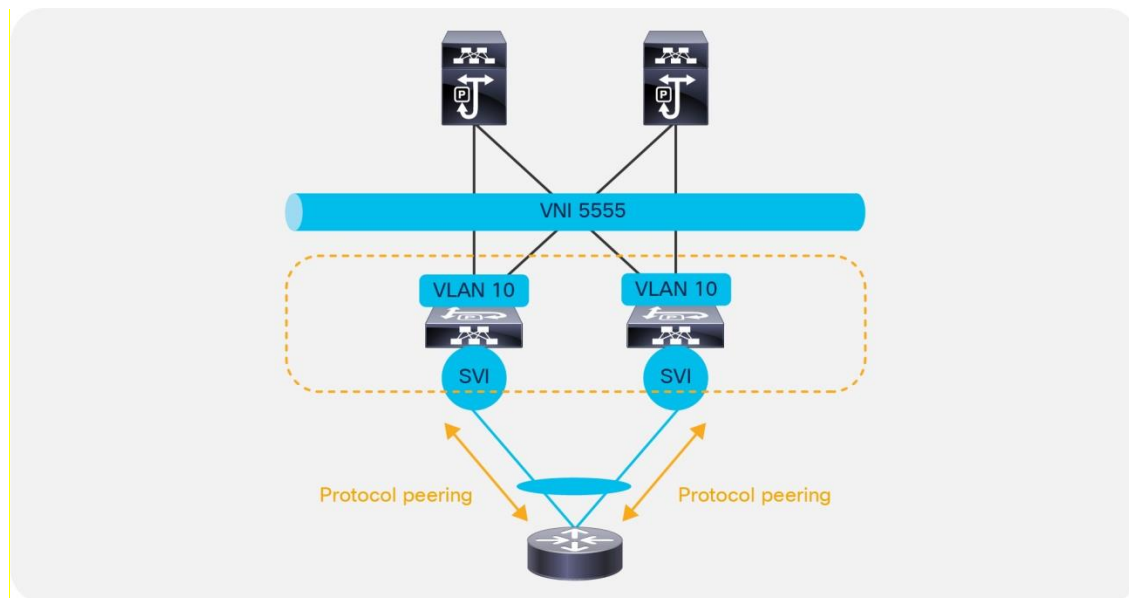 P
P
VNI 5555
VLAN 10
VLAN 10
P
P
SVI
SVI
Protocol peering
Protocol peering